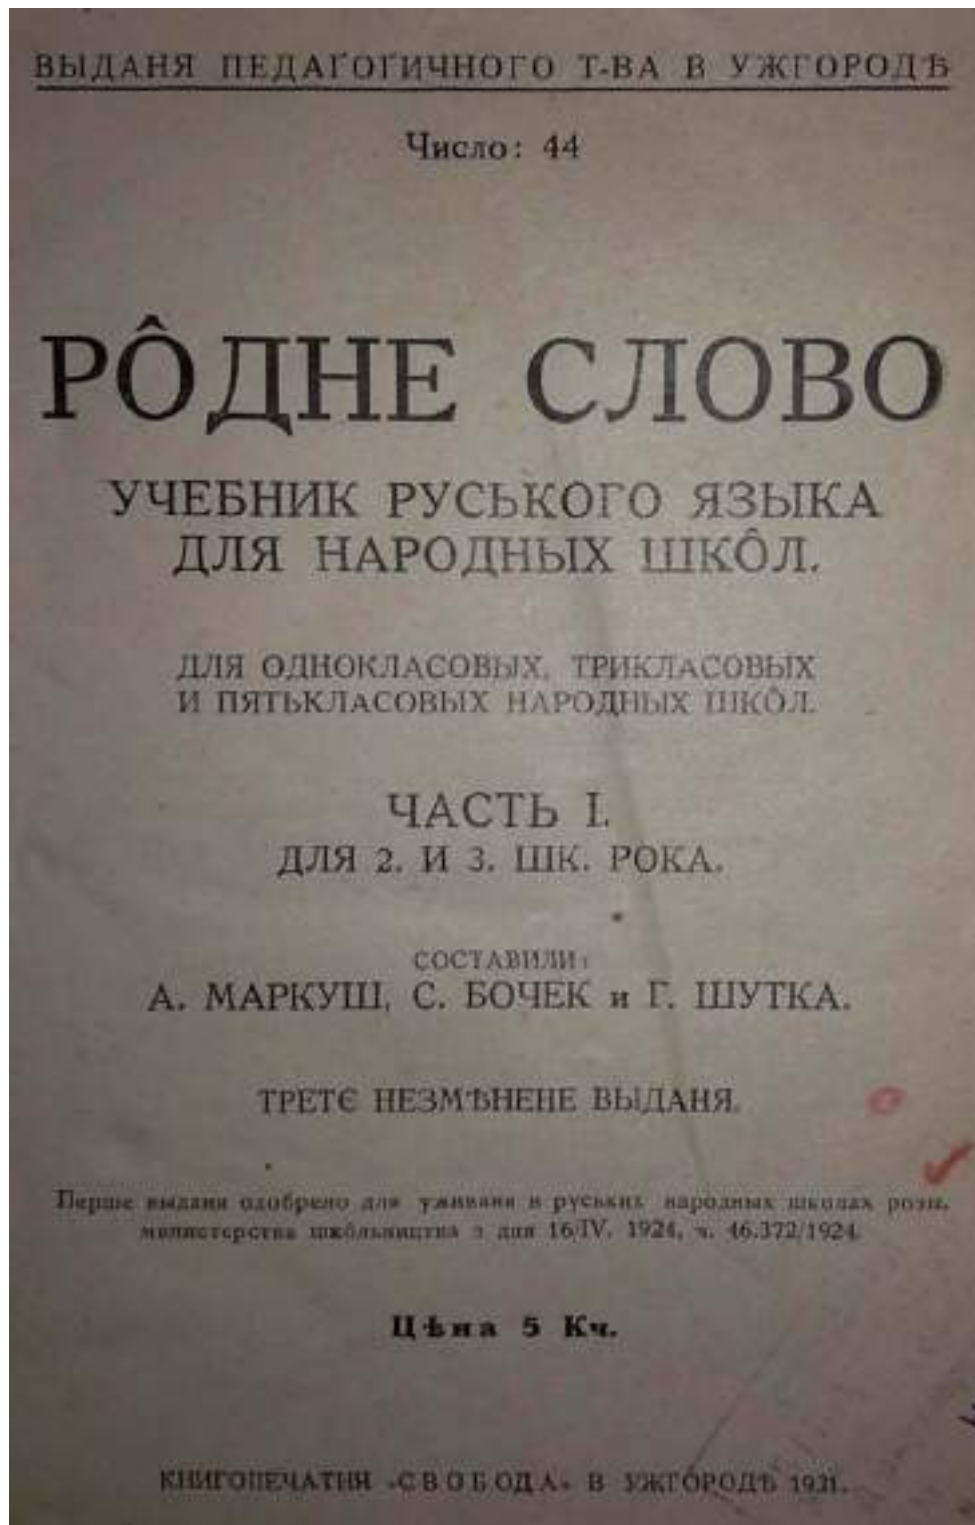 ВЫДАНЯ ПЕДАҐОҐИЧНОГО Т-ВА В УЖГОРОДѢ
Число: 44
РÔДНЕ СЛОВО
УЧЕБНИК РУСЬКОГО ЯЗЫКА
ДЛЯ НАРОДНЫХ ШКÔЛ.
ДЛЯ ОДНОКЛАСОВЫХ, ТРИКЛАСОВЫХ
И ПЯТЬКЛАСОВЫХ НАРОДНЫХ ШКÔЛ.
ЧАСТЬ I.
ДЛЯ 2. И 3. ШК. РОКА.
СОСТАВИЛИ:
А. МАРКУШ, С. БОЧЕК и Г. ШУТКА.
ТРЕТЄ НЕЗМѢНЕНЕ ВЫДАНЯ.
Перше выданя одобрено для уживаня в руських народных школах розп.
министерства шкôльництва з дня 16/IV. 1924, ч. 46.372/1924.
Цѣна 5 Кч.
КНИГОПЕЧАТНЯ «СВОБОДА» В УЖГОРОДѢ 1931.